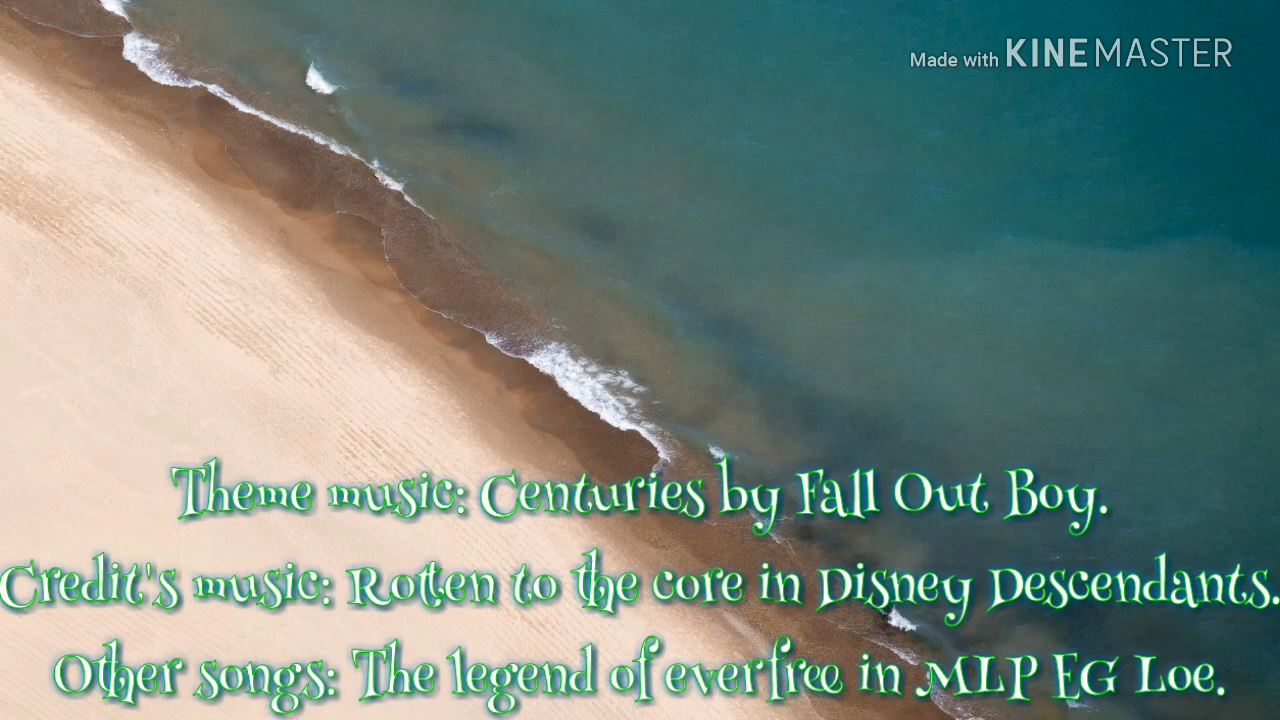 Made with KINEMASTER
Theme music: Centuries by Fall Out Boy.
Credit's music: Rotten to the core in Disney Descendants.
Other songs: The legend of everfree in MLP EG Loe.